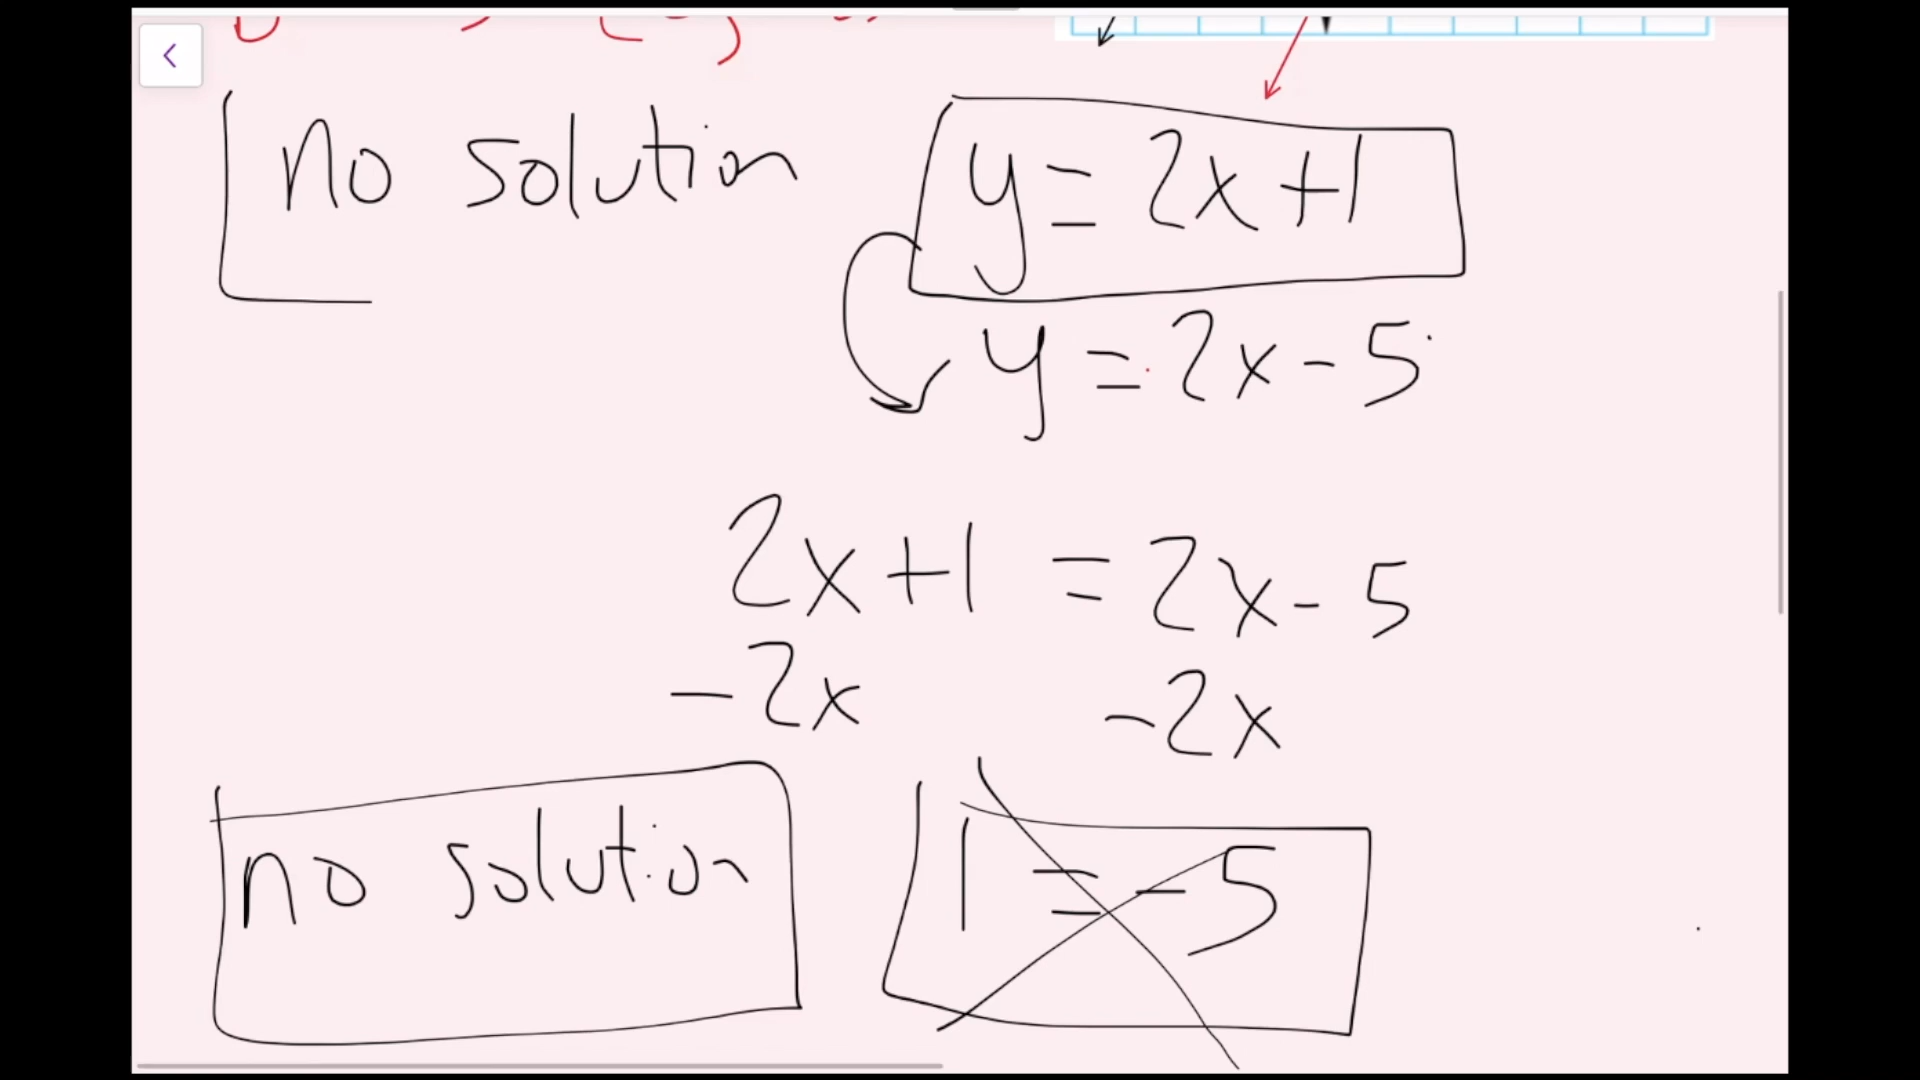 no solution
y = 2x + 1
y = 2x - 5
2x + 1 = 2x - 5
-2x -2x
no solution
1 = -5